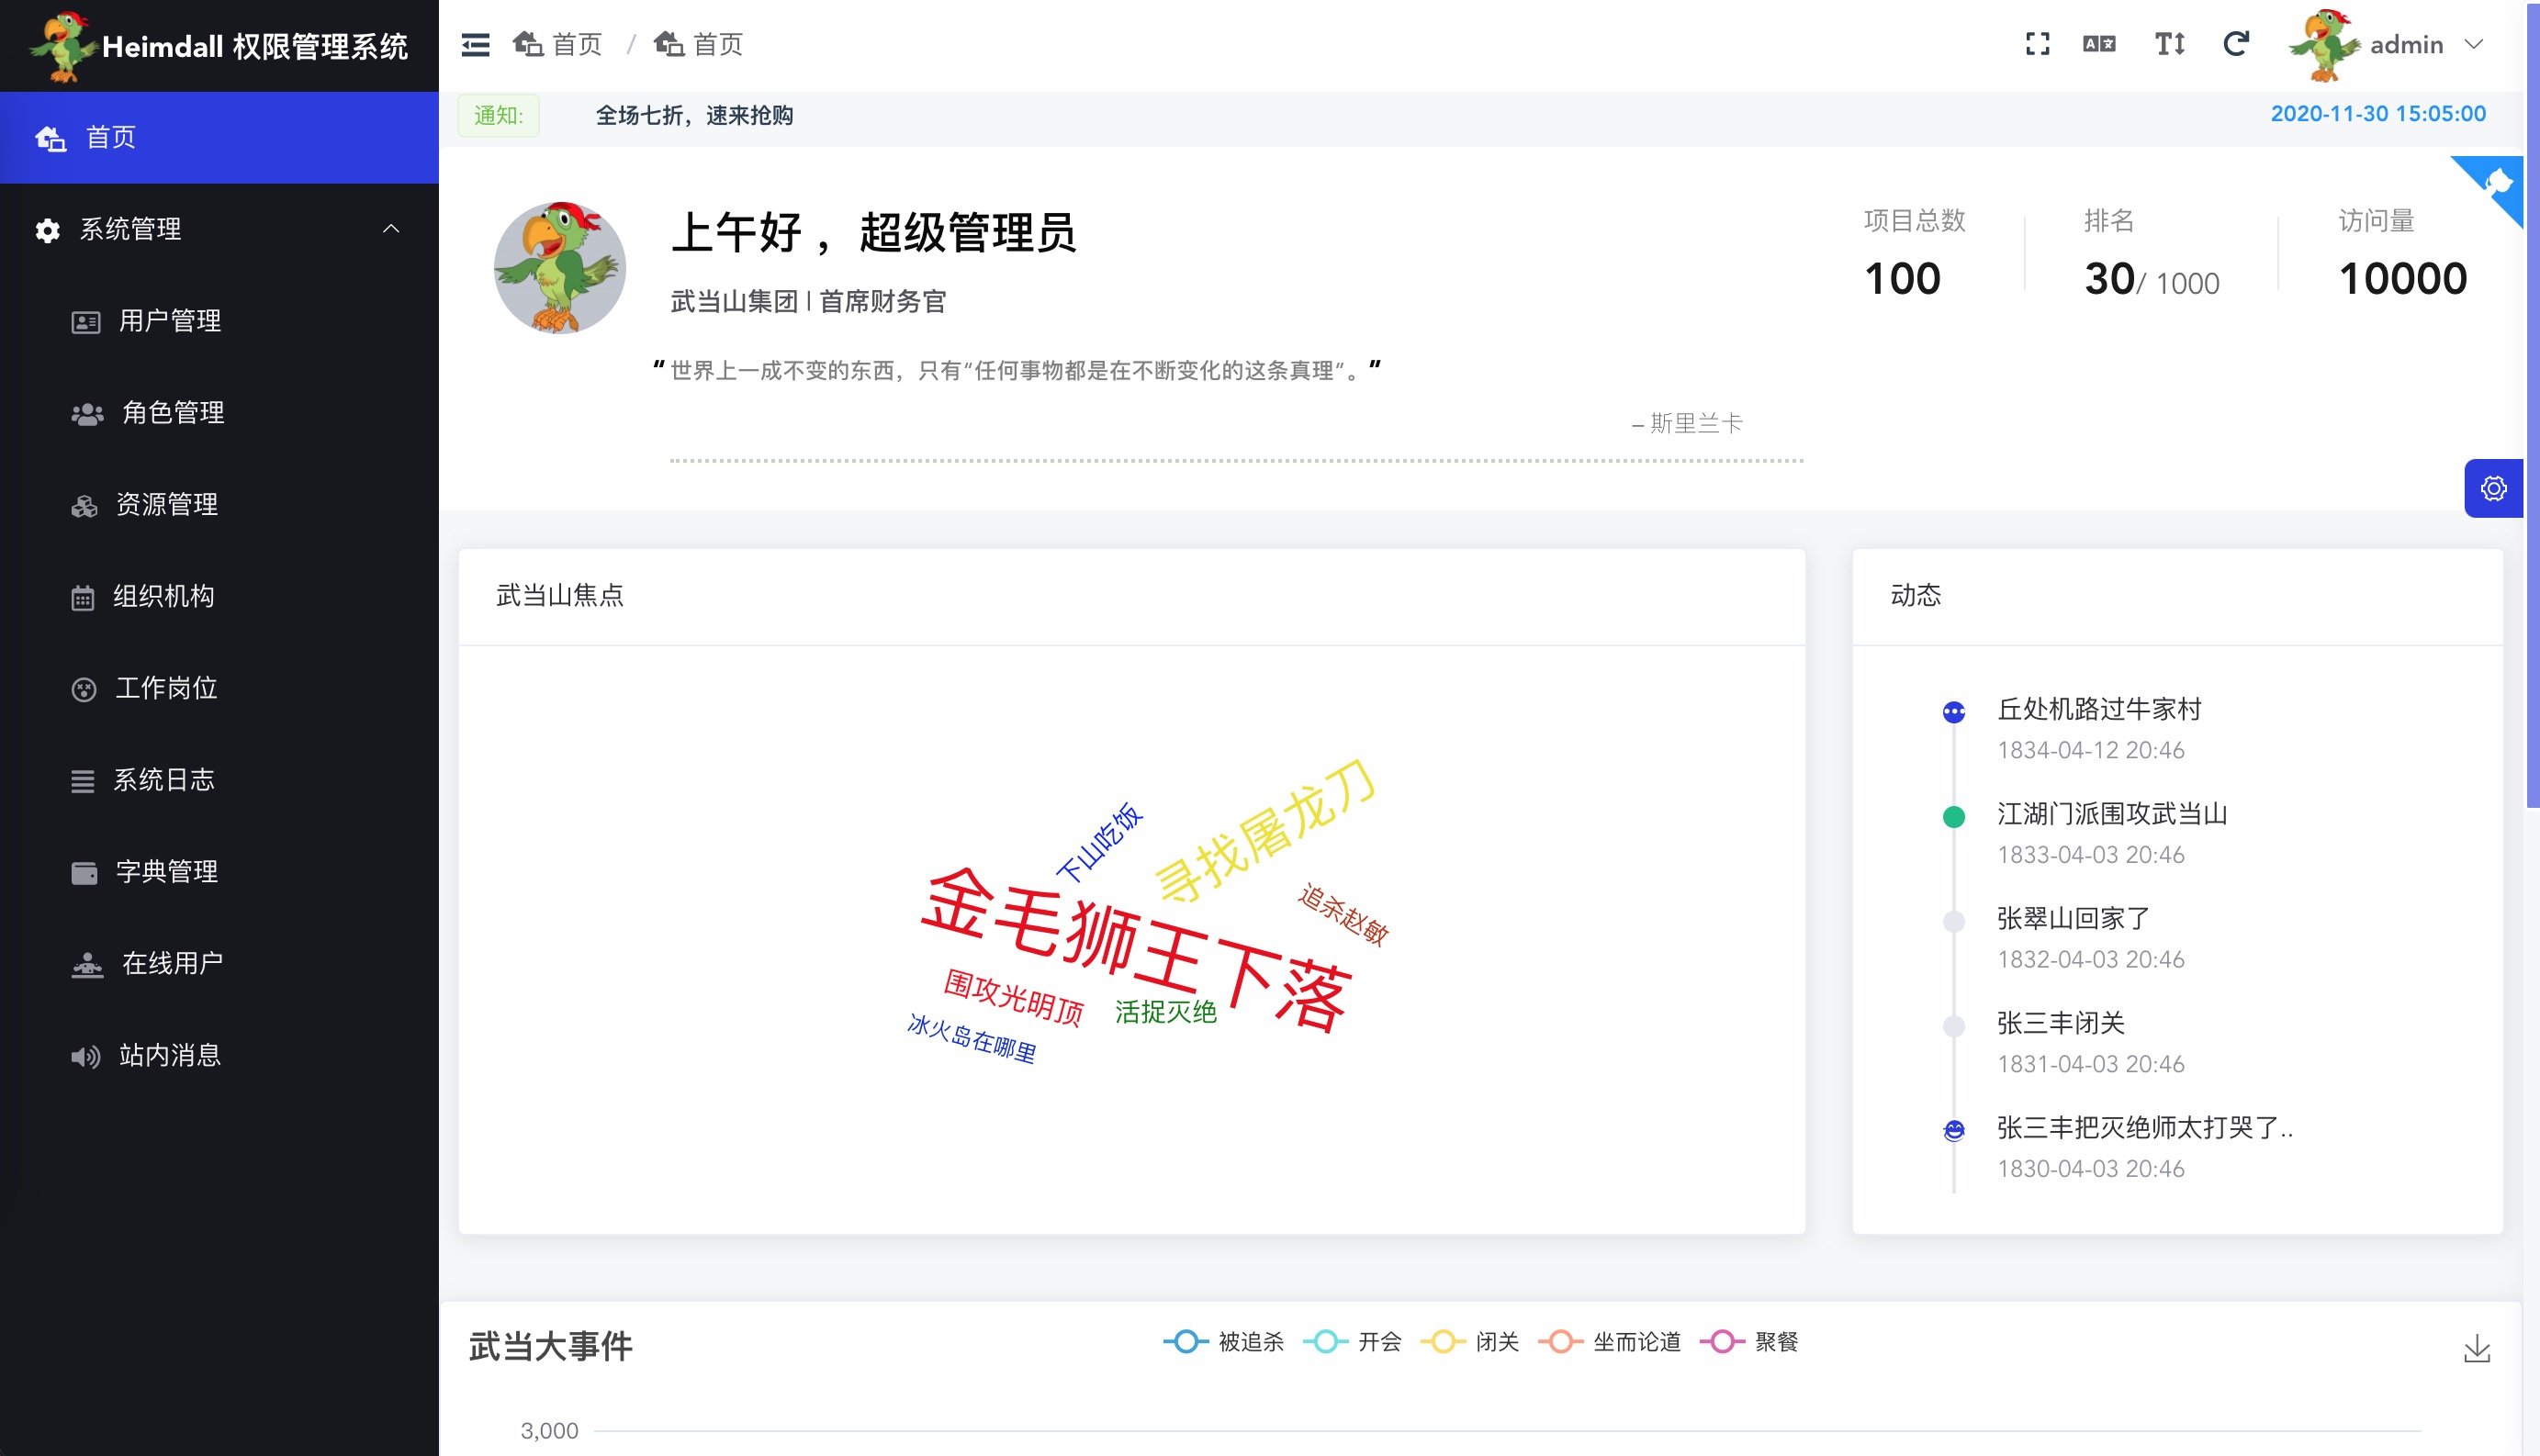 Heimdall 权限管理系统
首页 / 首页
admin
首页
系统管理
用户管理
角色管理
资源管理
组织机构
工作岗位
系统日志
字典管理
在线用户
站内消息
通知: 全场七折，速来抢购
2020-11-30 15:05:00
上午好 ，超级管理员
武当山集团 | 首席财务官
“ 世界上一成不变的东西，只有“任何事物都是在不断变化的这条真理”。”
– 斯里兰卡
项目总数
100
排名
30/ 1000
访问量
10000
武当山焦点
下山吃饭
寻找屠龙刀
追杀赵敏
金毛狮王下落
围攻光明顶
活捉灭绝
冰火岛在哪里
动态
丘处机路过牛家村
1834-04-12 20:46
江湖门派围攻武当山
1833-04-03 20:46
张翠山回家了
1832-04-03 20:46
张三丰闭关
1831-04-03 20:46
张三丰把灭绝师太打哭了..
1830-04-03 20:46
武当大事件
被追杀 开会 闭关 坐而论道 聚餐
3,000